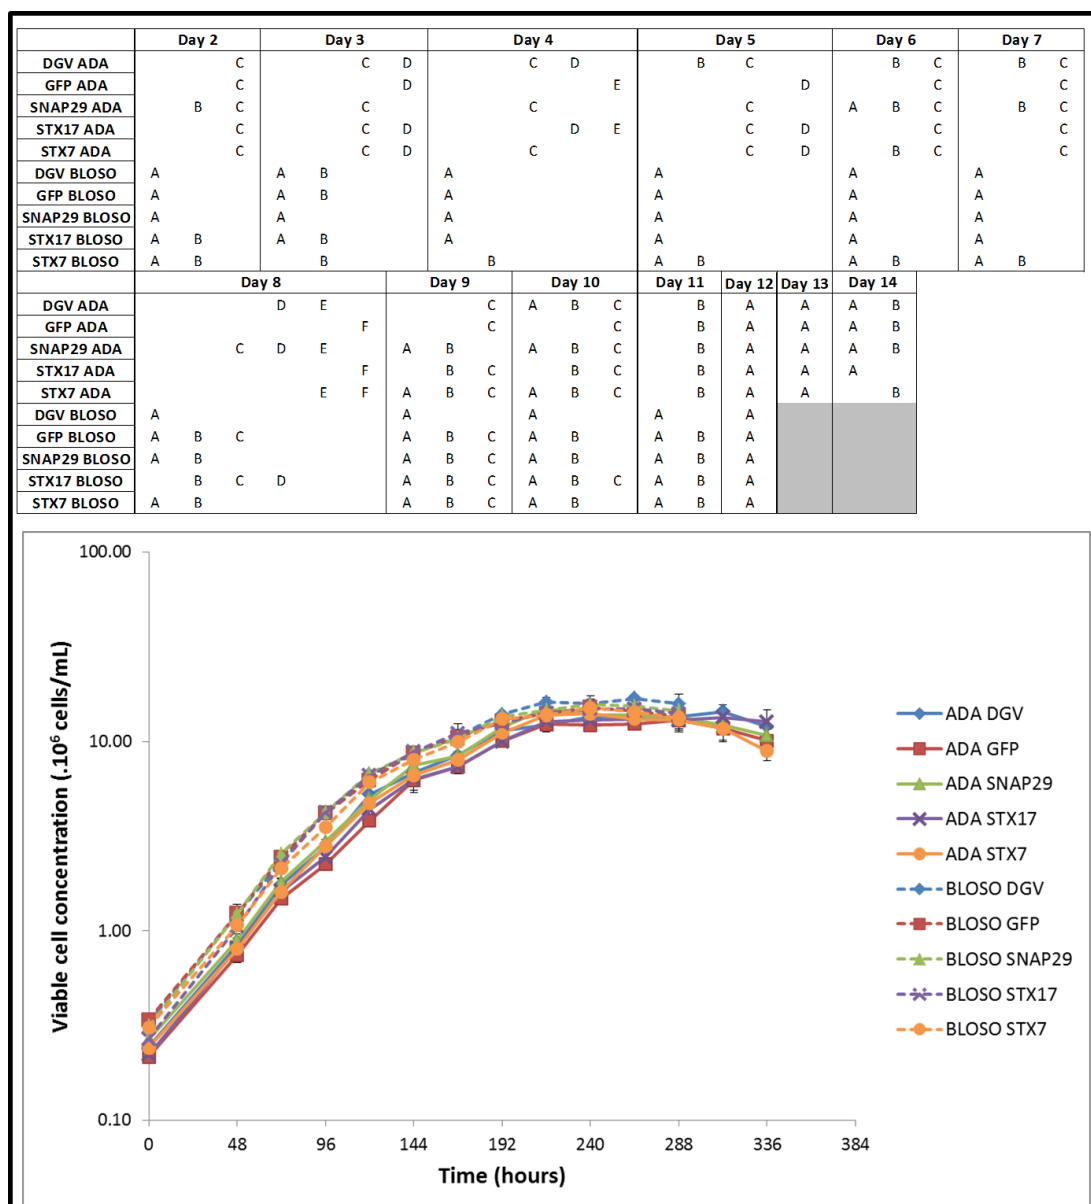 Day 2 Day 3 Day 4 Day 5 Day 6 Day 7
DGV ADA C C D C D B C B C B C
GFP ADA C D E D C C
SNAP29 ADA B C C C C A B C B C
STX17 ADA C C D D E C D C C
STX7 ADA C C D C C D B C C
DGV BLOSO A A B A A A A
GFP BLOSO A A B A A A A
SNAP29 BLOSO A A A A A A
STX17 BLOSO A B A B A A A A
STX7 BLOSO A B B B A B A B A B
Day 8 Day 9 Day 10 Day 11 Day 12 Day 13 Day 14
DGV ADA D E C A B C B A A A B
GFP ADA F C C B A A A B
SNAP29 ADA C D E A B A B C B A A A B
STX17 ADA F B C B C B A A A
STX7 ADA E F A B C A B C B A A B
DGV BLOSO A A A A A
GFP BLOSO A B C A B C A B A B A
SNAP29 BLOSO A B A B C A B A B A
STX17 BLOSO B C D A B C A B C A B A
STX7 BLOSO A B A B C A B A B A
100.00
10.00
1.00
0.10
Viable cell concentration (.10⁶ cells/mL)
0 48 96 144 192 240 288 336 384
Time (hours)
ADA DGV
ADA GFP
ADA SNAP29
ADA STX17
ADA STX7
BLOSO DGV
BLOSO GFP
BLOSO SNAP29
BLOSO STX17
BLOSO STX7